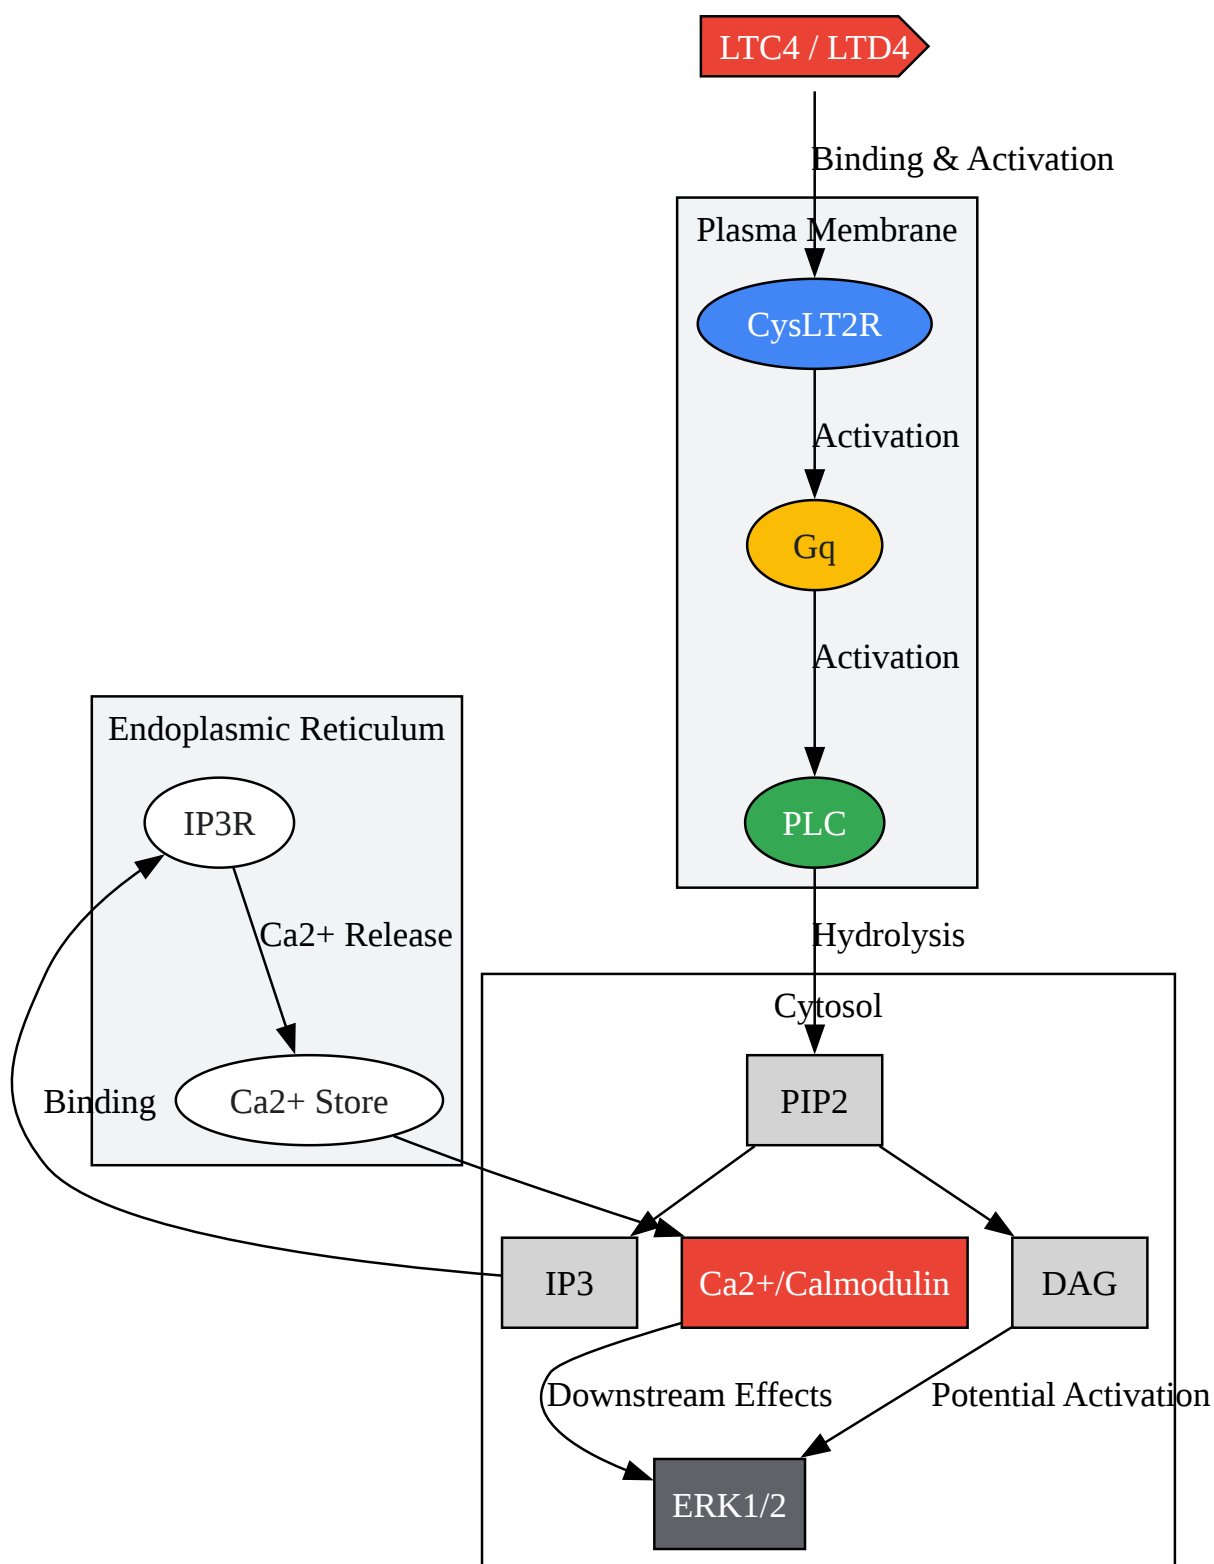 LTC4 / LTD4
Binding & Activation
Plasma Membrane
CysLT2R
Activation
Gq
Activation
Endoplasmic Reticulum
IP3R
PLC
Ca2+ Release
Hydrolysis
Cytosol
Binding
Ca2+ Store
PIP2
IP3
Ca2+/Calmodulin
DAG
Downstream Effects
Potential Activation
ERK1/2